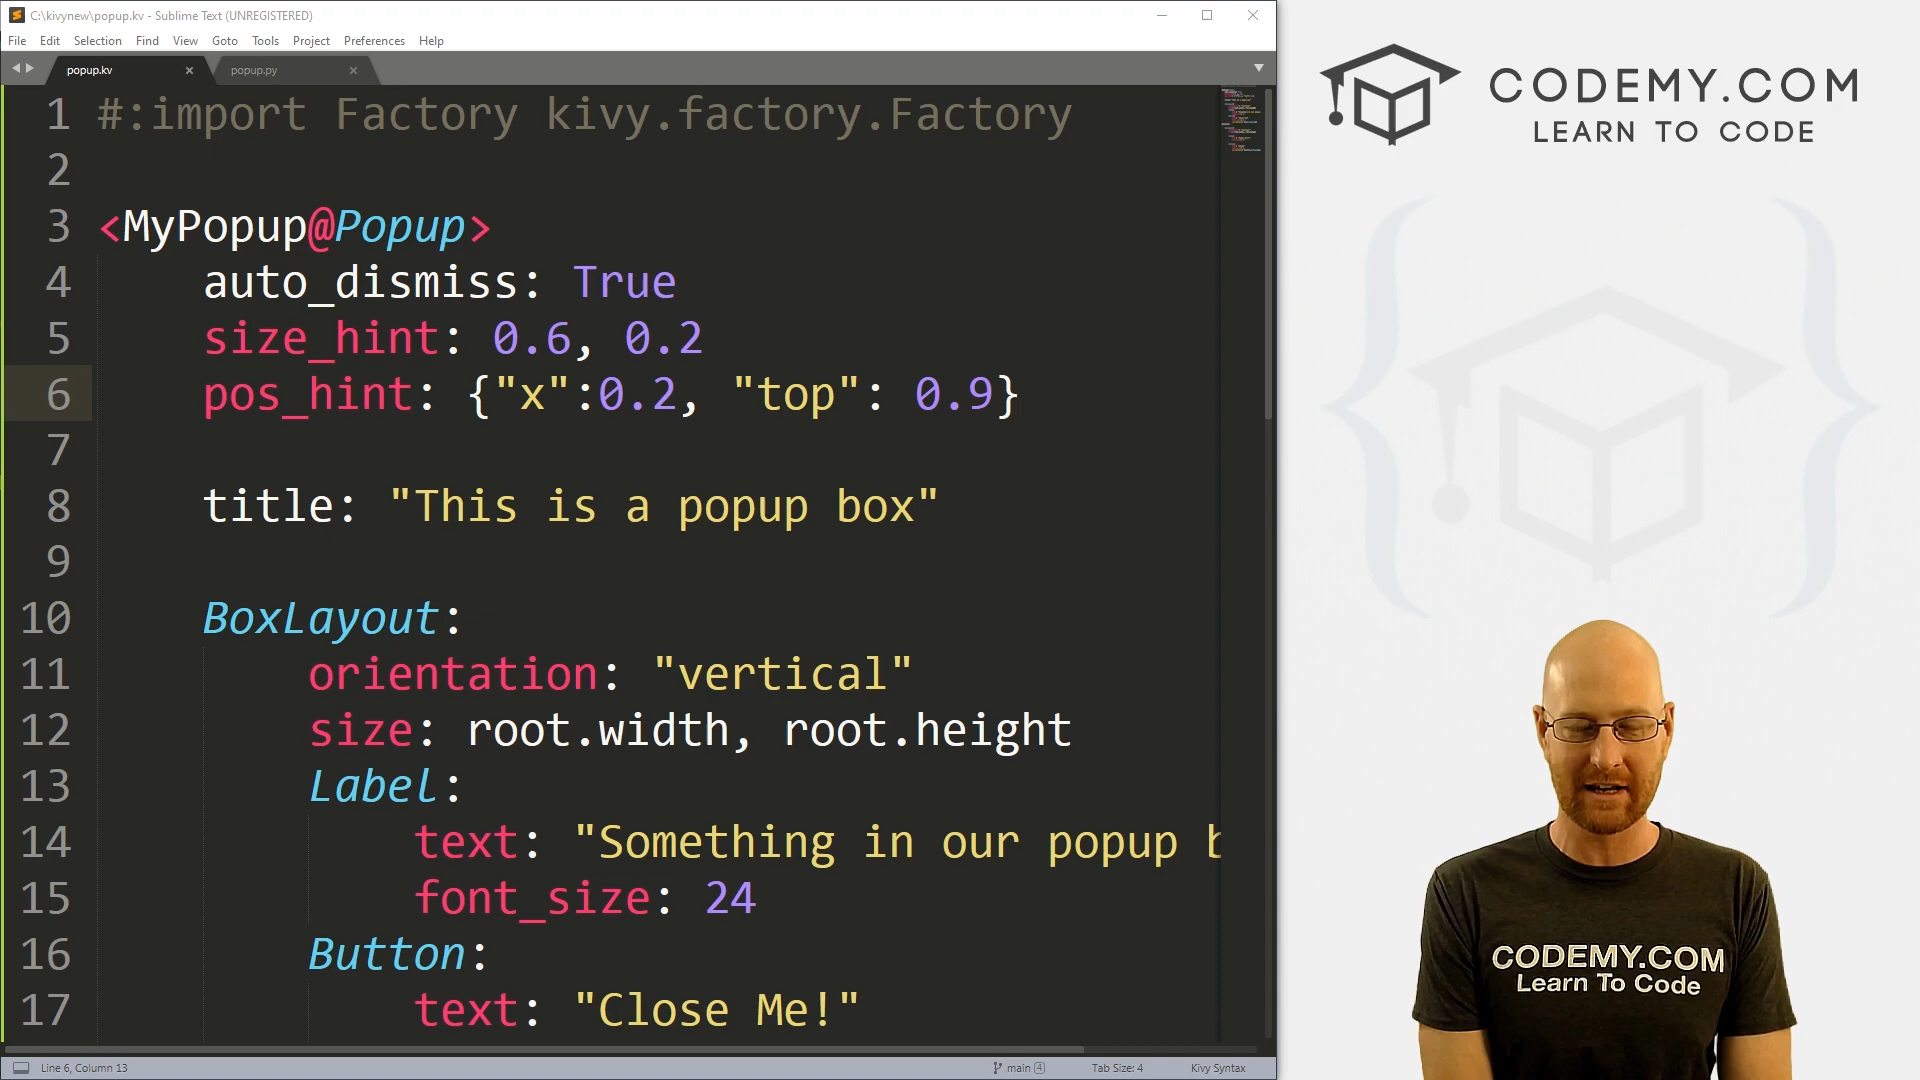 C:\kivynew\popup.kv - Sublime Text (UNREGISTERED)
File Edit Selection Find View Goto Tools Project Preferences Help
popup.kv popup.py
1 #:import Factory kivy.factory.Factory
2
3 <MyPopup@Popup>
4 auto_dismiss: True
5 size_hint: 0.6, 0.2
6 pos_hint: {"x":0.2, "top": 0.9}
7
8 title: "This is a popup box"
9
10 BoxLayout:
11 orientation: "vertical"
12 size: root.width, root.height
13 Label:
14 text: "Something in our popup b
15 font_size: 24
16 Button:
17 text: "Close Me!"
Line 6, Column 13 main 4 Tab Size: 4 Kivy Syntax
CODEMY.COM
LEARN TO CODE
CODEMY.COM
Learn To Code